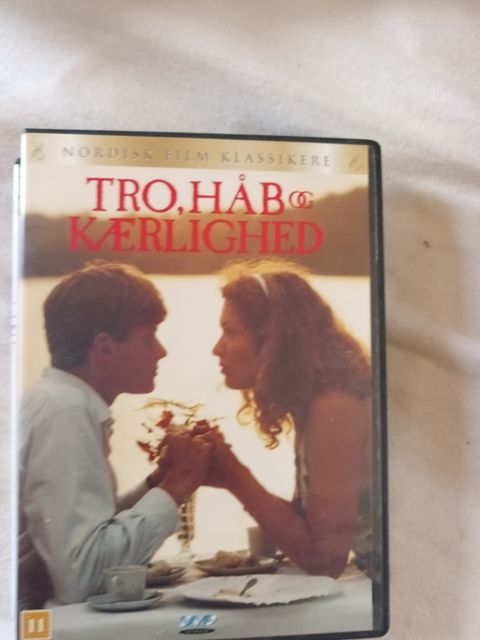 NORDISK FILM KLASSIKERE
TRO, HÅB OG
KÆRLIGHED
11